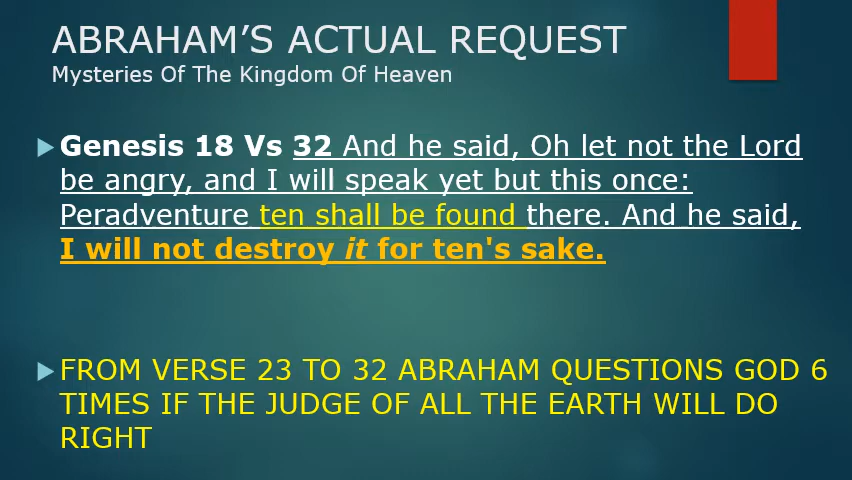 ABRAHAM’S ACTUAL REQUEST
Mysteries Of The Kingdom Of Heaven
Genesis 18 Vs 32 And he said, Oh let not the Lord
be angry, and I will speak yet but this once:
Peradventure ten shall be found there. And he said,
I will not destroy it for ten's sake.
FROM VERSE 23 TO 32 ABRAHAM QUESTIONS GOD 6
TIMES IF THE JUDGE OF ALL THE EARTH WILL DO
RIGHT